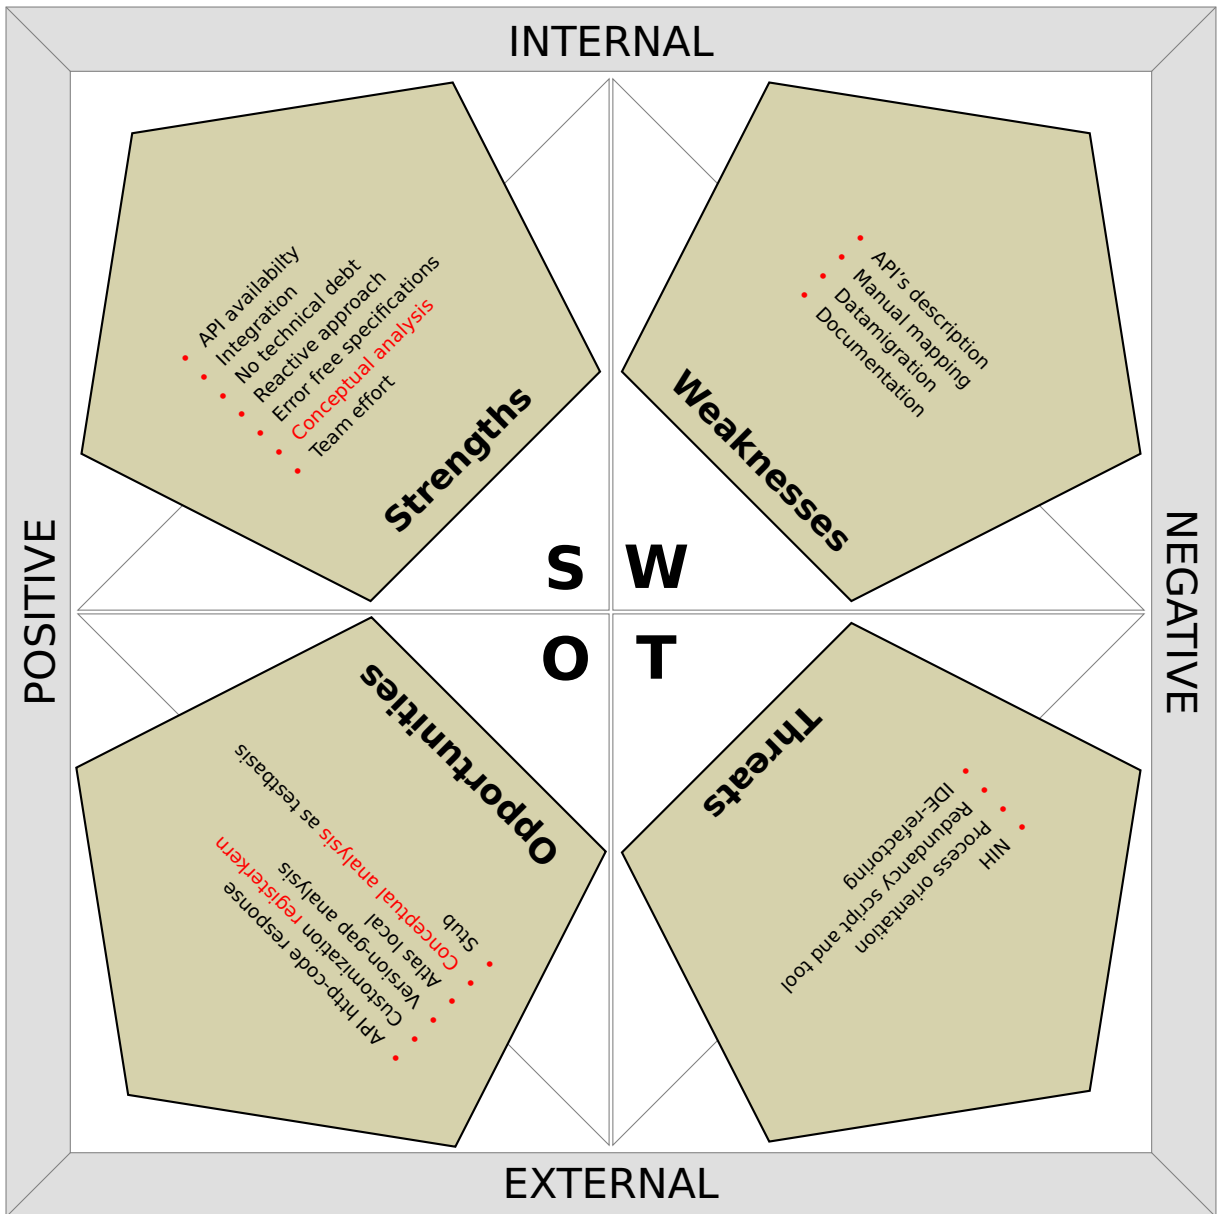 INTERNAL
POSITIVE
NEGATIVE
EXTERNAL
S
W
O
T
API availabilty
Integration
No technical debt
Reactive approach
Error free specifications
Conceptual analysis
Team effort
Strengths
API's description
Manual mapping
Datamigration
Documentation
Weaknesses
Opportunities
Stub
Conceptual analysis as testbasis
Atlas local
Version-gap analysis
Customization registerkern
API http-code response
Threats
IDE-refactoring
Redundancy script and tool
Process orientation
NIH